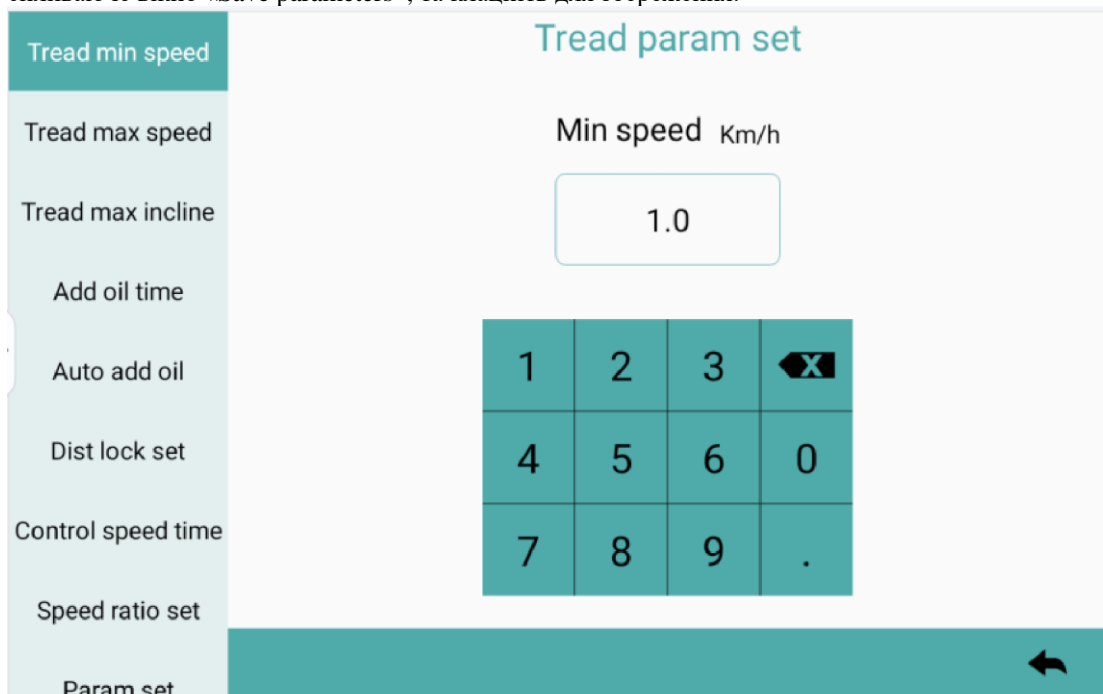 Tread min speed
Tread max speed
Tread max incline
Add oil time
Auto add oil
Dist lock set
Control speed time
Speed ratio set
Param set
Tread param set
Min speed Km/h
1.0
1 2 3 X
4 5 6 0
7 8 9 .